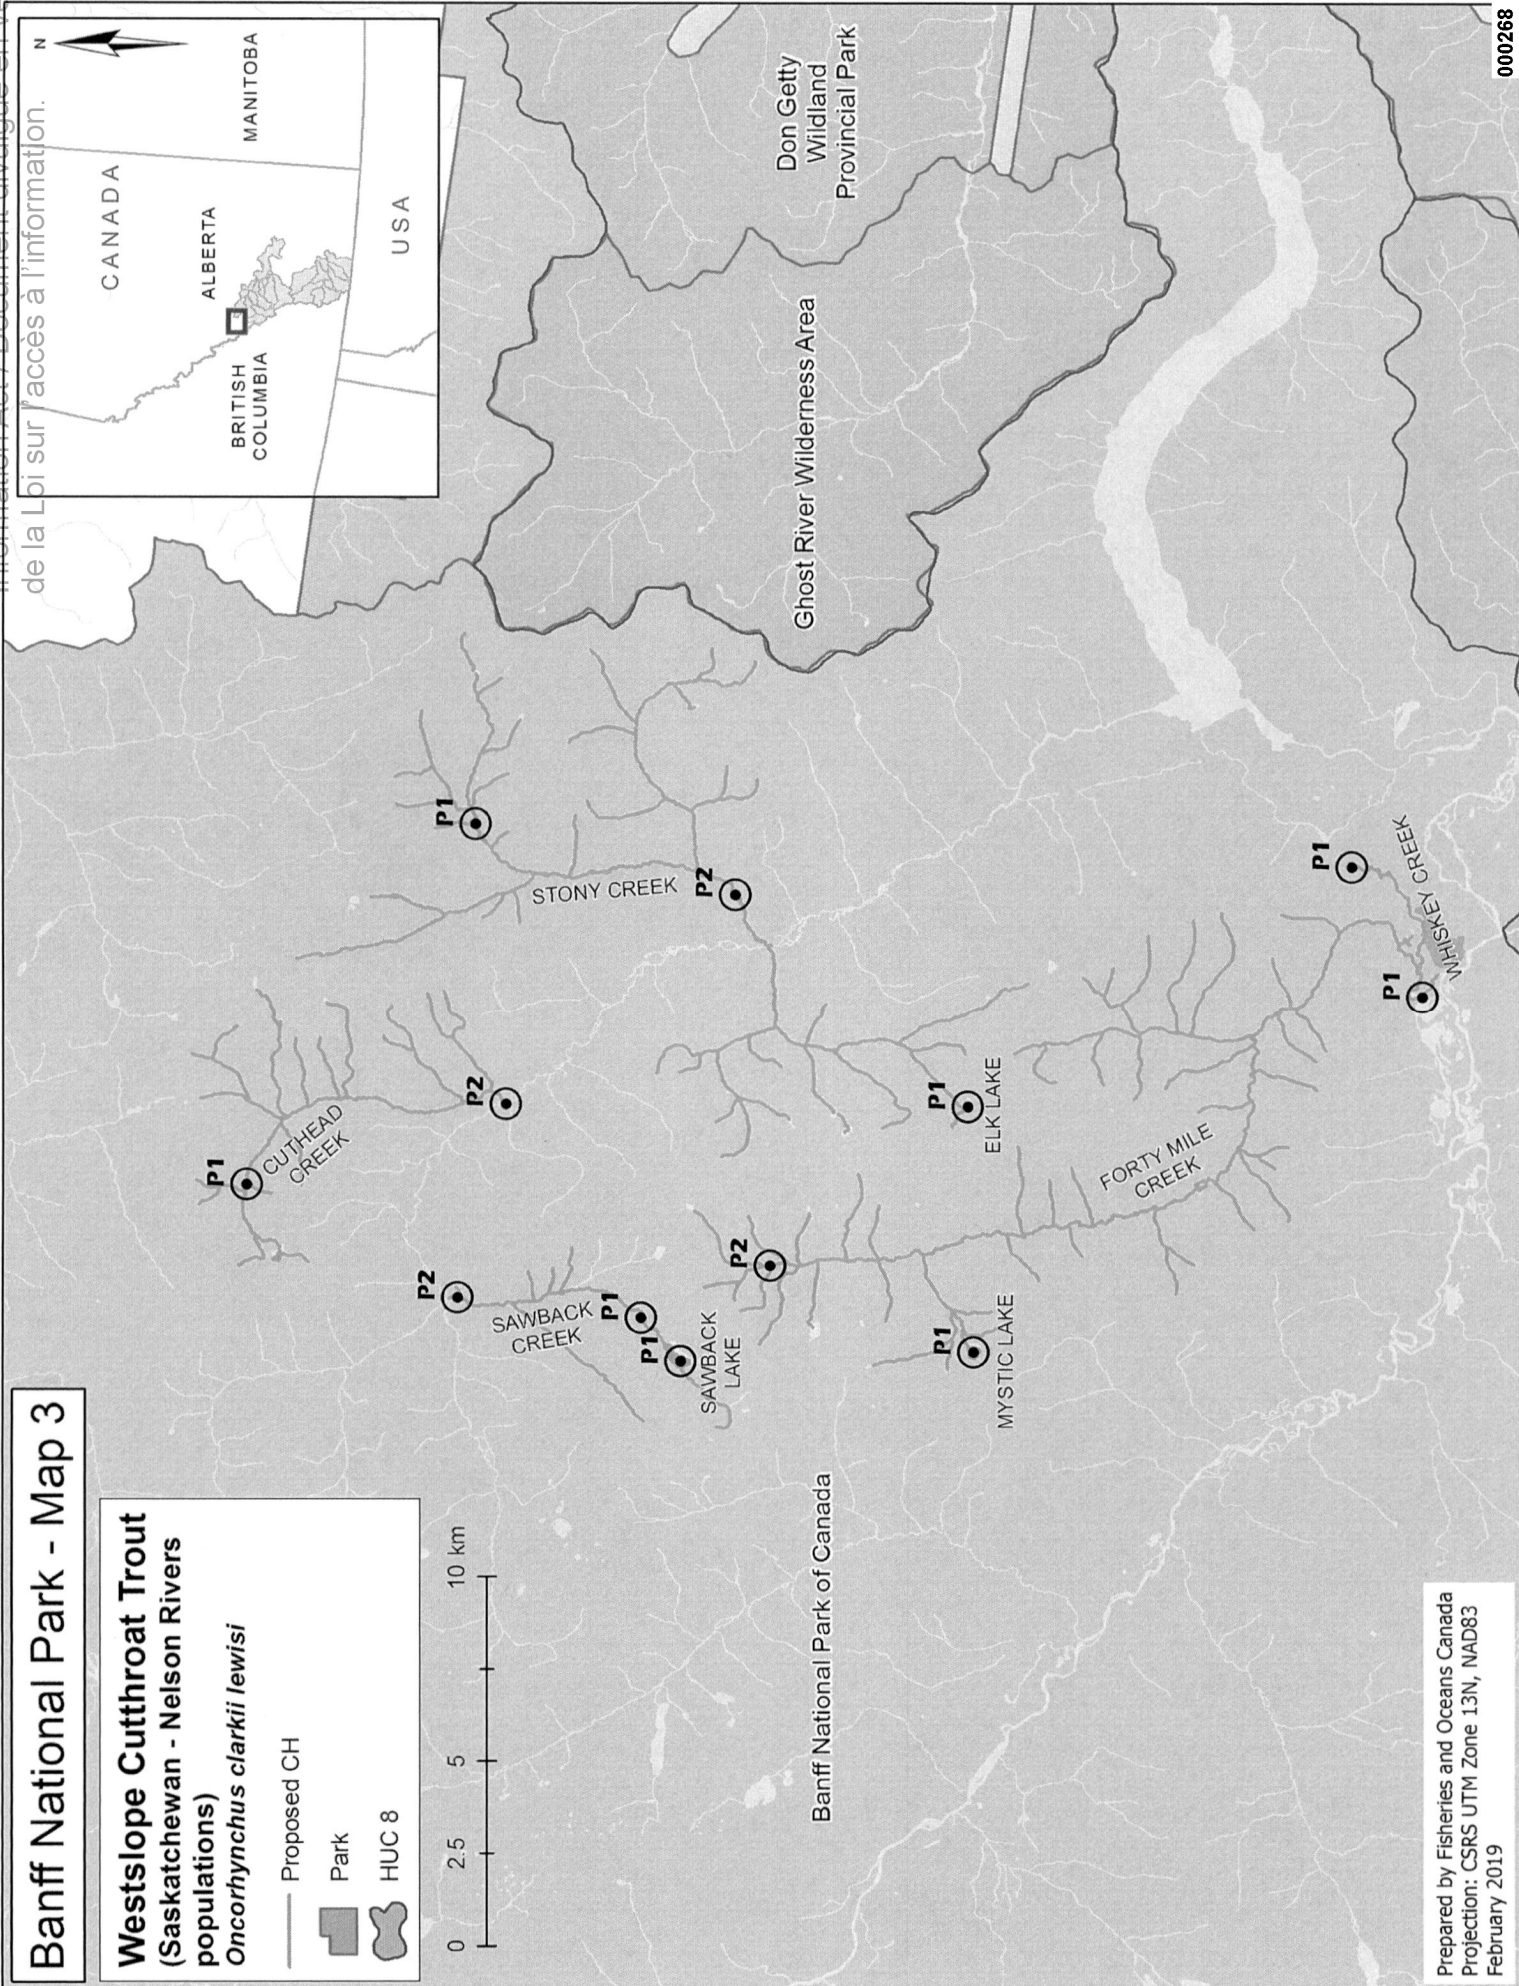 de la Loi sur l'accès à l'information.
Banff National Park - Map 3
Westslope Cutthroat Trout
(Saskatchewan - Nelson Rivers
populations)
Oncorhynchus clarkii lewisi
Proposed CH
Park
HUC 8
0 2.5 5 10 km
N
CANADA
ALBERTA
MANITOBA
BRITISH
COLUMBIA
USA
P1
CUTHEAD
CREEK
P2
P1
STONY CREEK
P2
P2
SAWBACK
CREEK
P1
P1
SAWBACK
LAKE
P2
P1
ELK LAKE
P1
MYSTIC LAKE
FORTY MILE
CREEK
P1
P1
WHISKEY CREEK
Don Getty
Wildland
Provincial Park
Ghost River Wilderness Area
Banff National Park of Canada
Prepared by Fisheries and Oceans Canada
Projection: CSRS UTM Zone 13N, NAD83
February 2019
000268